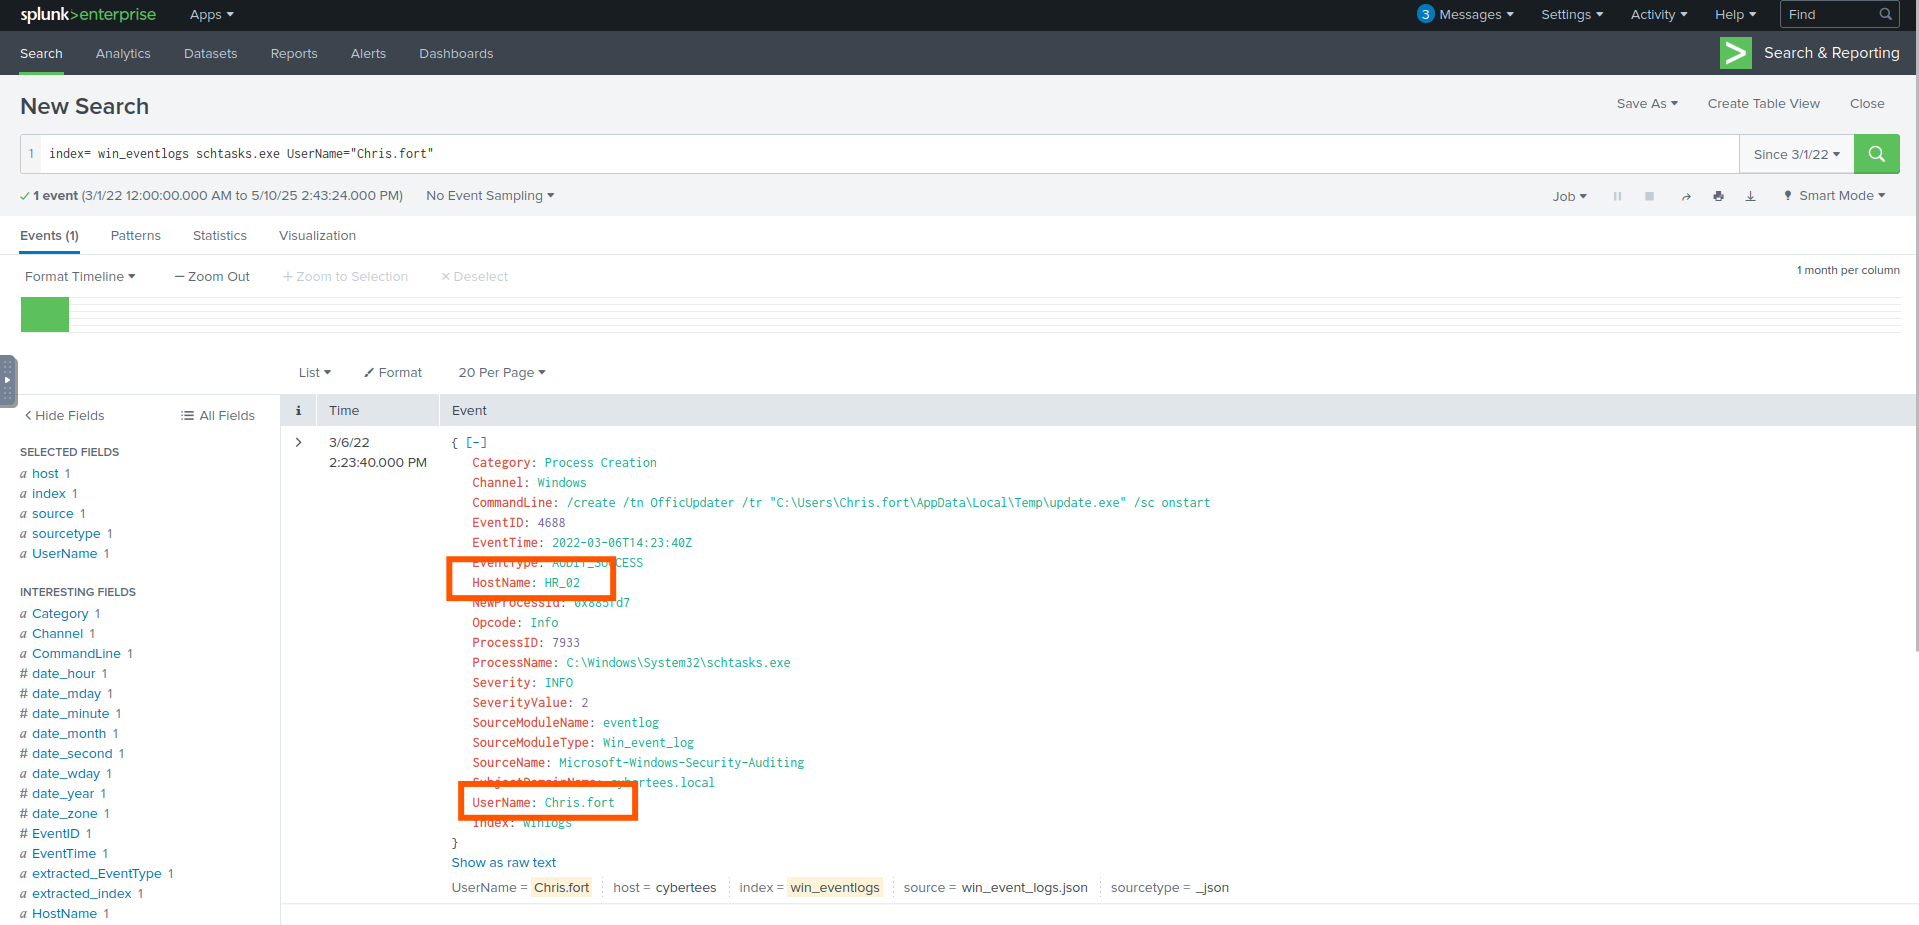 splunk>enterprise Apps 3 Messages Settings Activity Help Find
Search Analytics Datasets Reports Alerts Dashboards Search & Reporting
New Search Save As Create Table View Close
1 index= win_eventlogs schtasks.exe UserName="Chris.fort" Since 3/1/22
1 event (3/1/22 12:00:00.000 AM to 5/10/25 2:43:24.000 PM) No Event Sampling Job Smart Mode
Events (1) Patterns Statistics Visualization
Format Timeline — Zoom Out + Zoom to Selection × Deselect 1 month per column
List Format 20 Per Page
< Hide Fields All Fields
SELECTED FIELDS
a host 1
a index 1
a source 1
a sourcetype 1
a UserName 1
INTERESTING FIELDS
a Category 1
a Channel 1
a CommandLine 1
# date_hour 1
# date_mday 1
# date_minute 1
a date_month 1
# date_second 1
a date_wday 1
# date_year 1
# date_zone 1
# EventID 1
a EventTime 1
a extracted_EventType 1
a extracted_index 1
a HostName 1
i Time Event
> 3/6/22
2:23:40.000 PM
{ [-]
Category: Process Creation
Channel: Windows
CommandLine: /create /tn OfficUpdater /tr "C:\Users\Chris.fort\AppData\Local\Temp\update.exe" /sc onstart
EventID: 4688
EventTime: 2022-03-06T14:23:40Z
EventType: AUDIT_SUCCESS
HostName: HR_02
NewProcessId: 0x885fd7
Opcode: Info
ProcessID: 7933
ProcessName: C:\Windows\System32\schtasks.exe
Severity: INFO
SeverityValue: 2
SourceModuleName: eventlog
SourceModuleType: Win_event_log
SourceName: Microsoft-Windows-Security-Auditing
SubjectDomainName: cybertees.local
UserName: Chris.fort
index: winlogs
}
Show as raw text
UserName = Chris.fort host = cybertees index = win_eventlogs source = win_event_logs.json sourcetype = _json